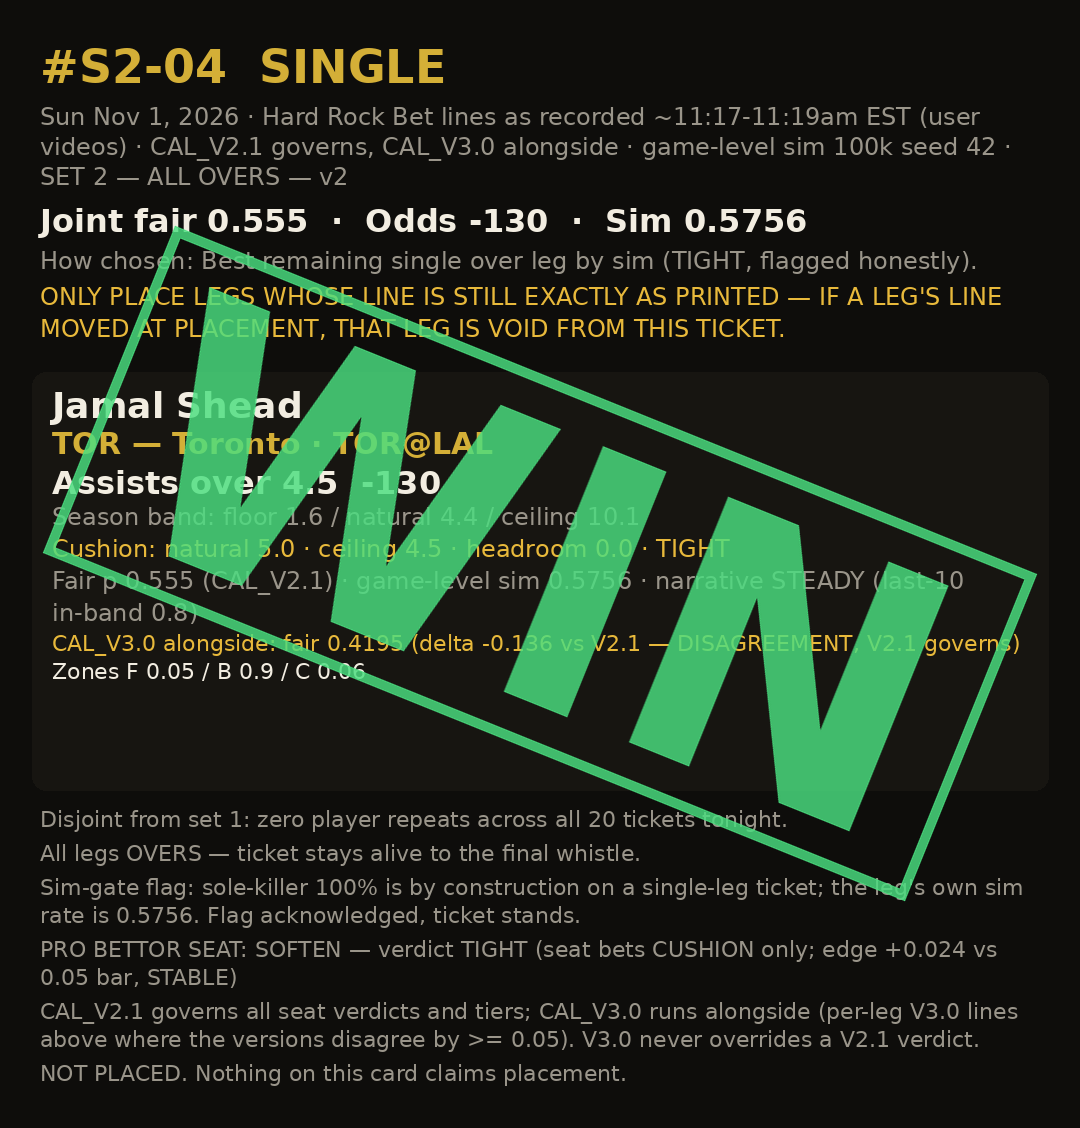 #S2-04 SINGLE
Sun Nov 1, 2026 · Hard Rock Bet lines as recorded ~11:17-11:19am EST (user
videos) · CAL_V2.1 governs, CAL_V3.0 alongside · game-level sim 100k seed 42 ·
SET 2 — ALL OVERS — v2
Joint fair 0.555 · Odds -130 · Sim 0.5756
How chosen: Best remaining single over leg by sim (TIGHT, flagged honestly).
ONLY PLACE LEGS WHOSE LINE IS STILL EXACTLY AS PRINTED — IF A LEG'S LINE
MOVED AT PLACEMENT, THAT LEG IS VOID FROM THIS TICKET.
Jamal Shead
TOR — Toronto · TOR@LAL
Assists over 4.5 -130
Season band: floor 1.6 / natural 4.4 / ceiling 10.1
Cushion: natural 5.0 · ceiling 4.5 · headroom 0.0 · TIGHT
Fair p 0.555 (CAL_V2.1) · game-level sim 0.5756 · narrative STEADY (last-10
in-band 0.8)
CAL_V3.0 alongside: fair 0.4195 (delta -0.136 vs V2.1 — DISAGREEMENT, V2.1 governs)
Zones F 0.05 / B 0.9 / C 0.06
WIN
Disjoint from set 1: zero player repeats across all 20 tickets tonight.
All legs OVERS — ticket stays alive to the final whistle.
Sim-gate flag: sole-killer 100% is by construction on a single-leg ticket; the leg's own sim
rate is 0.5756. Flag acknowledged, ticket stands.
PRO BETTOR SEAT: SOFTEN — verdict TIGHT (seat bets CUSHION only; edge +0.024 vs
0.05 bar, STABLE)
CAL_V2.1 governs all seat verdicts and tiers; CAL_V3.0 runs alongside (per-leg V3.0 lines
above where the versions disagree by >= 0.05). V3.0 never overrides a V2.1 verdict.
NOT PLACED. Nothing on this card claims placement.